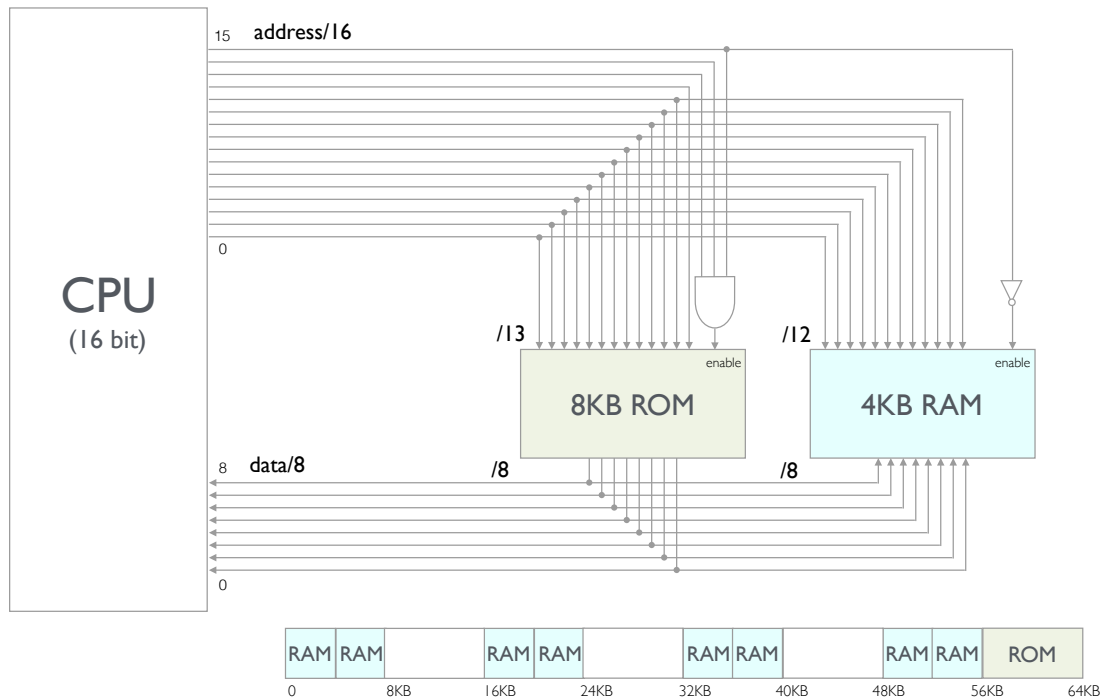 15 address/16
0
CPU
(16 bit)
/13
/12
enable
enable
8KB ROM
4KB RAM
8 data/8
/8
/8
0
RAM RAM RAM RAM RAM RAM RAM RAM ROM
0 8KB 16KB 24KB 32KB 40KB 48KB 56KB 64KB